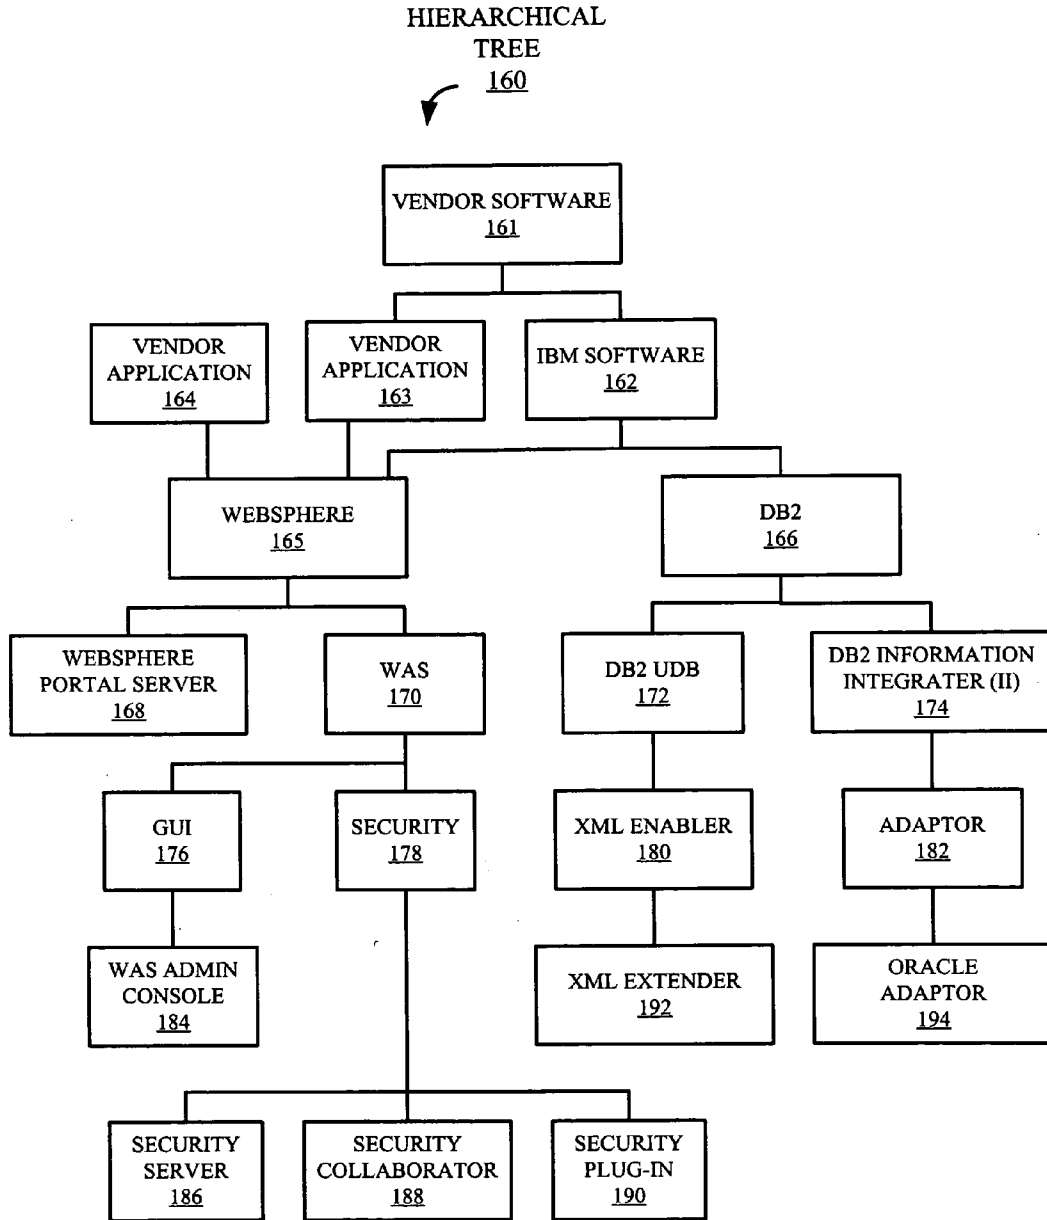 HIERARCHICAL
TREE
160
VENDOR SOFTWARE
161
VENDOR
APPLICATION
164
VENDOR
APPLICATION
163
IBM SOFTWARE
162
WEBSPHERE
165
DB2
166
WEBSPHERE
PORTAL SERVER
168
WAS
170
DB2 UDB
172
DB2 INFORMATION
INTEGRATER (II)
174
GUI
176
SECURITY
178
XML ENABLER
180
ADAPTOR
182
WAS ADMIN
CONSOLE
184
XML EXTENDER
192
ORACLE
ADAPTOR
194
SECURITY
SERVER
186
SECURITY
COLLABORATOR
188
SECURITY
PLUG-IN
190